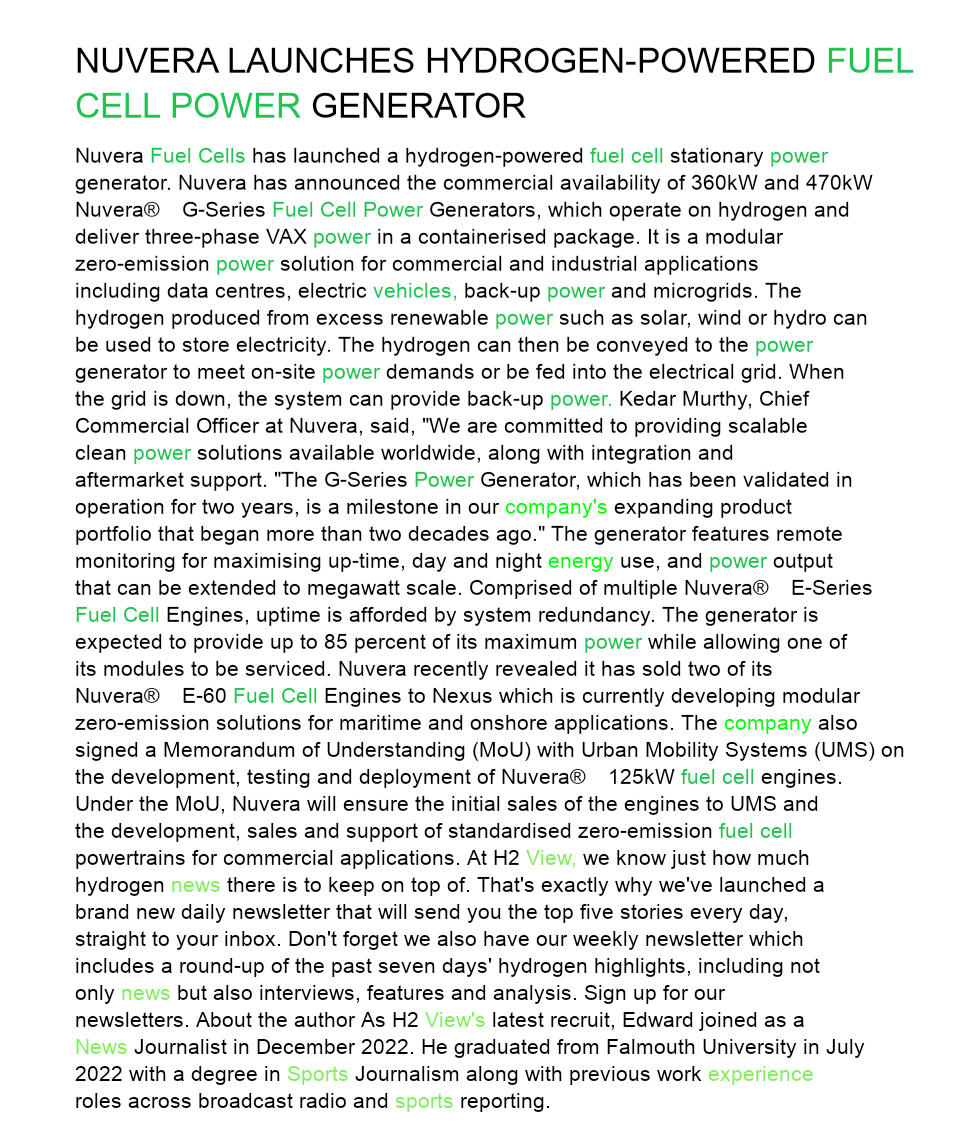 NUVERA LAUNCHES HYDROGEN-POWERED FUEL
CELL POWER GENERATOR
Nuvera Fuel Cells has launched a hydrogen-powered fuel cell stationary power
generator. Nuvera has announced the commercial availability of 360kW and 470kW
Nuvera® G-Series Fuel Cell Power Generators, which operate on hydrogen and
deliver three-phase VAX power in a containerised package. It is a modular
zero-emission power solution for commercial and industrial applications
including data centres, electric vehicles, back-up power and microgrids. The
hydrogen produced from excess renewable power such as solar, wind or hydro can
be used to store electricity. The hydrogen can then be conveyed to the power
generator to meet on-site power demands or be fed into the electrical grid. When
the grid is down, the system can provide back-up power. Kedar Murthy, Chief
Commercial Officer at Nuvera, said, "We are committed to providing scalable
clean power solutions available worldwide, along with integration and
aftermarket support. "The G-Series Power Generator, which has been validated in
operation for two years, is a milestone in our company's expanding product
portfolio that began more than two decades ago." The generator features remote
monitoring for maximising up-time, day and night energy use, and power output
that can be extended to megawatt scale. Comprised of multiple Nuvera® E-Series
Fuel Cell Engines, uptime is afforded by system redundancy. The generator is
expected to provide up to 85 percent of its maximum power while allowing one of
its modules to be serviced. Nuvera recently revealed it has sold two of its
Nuvera® E-60 Fuel Cell Engines to Nexus which is currently developing modular
zero-emission solutions for maritime and onshore applications. The company also
signed a Memorandum of Understanding (MoU) with Urban Mobility Systems (UMS) on
the development, testing and deployment of Nuvera® 125kW fuel cell engines.
Under the MoU, Nuvera will ensure the initial sales of the engines to UMS and
the development, sales and support of standardised zero-emission fuel cell
powertrains for commercial applications. At H2 View, we know just how much
hydrogen news there is to keep on top of. That's exactly why we've launched a
brand new daily newsletter that will send you the top five stories every day,
straight to your inbox. Don't forget we also have our weekly newsletter which
includes a round-up of the past seven days' hydrogen highlights, including not
only news but also interviews, features and analysis. Sign up for our
newsletters. About the author As H2 View's latest recruit, Edward joined as a
News Journalist in December 2022. He graduated from Falmouth University in July
2022 with a degree in Sports Journalism along with previous work experience
roles across broadcast radio and sports reporting.